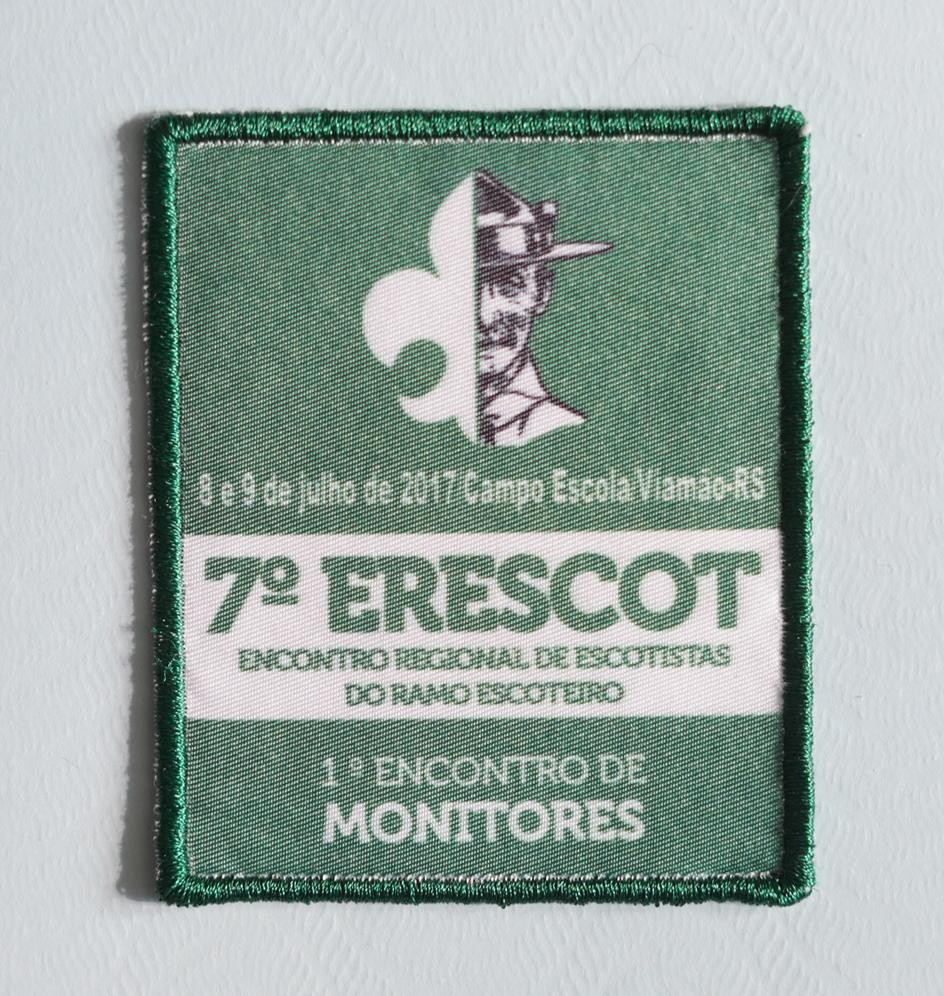 8 e 9 de julho de 2017 Campo Escola Viamão-RS
7º ERESCOT
ENCONTRO REGIONAL DE ESCOTISTAS
DO RAMO ESCOTEIRO
1º ENCONTRO DE
MONITORES